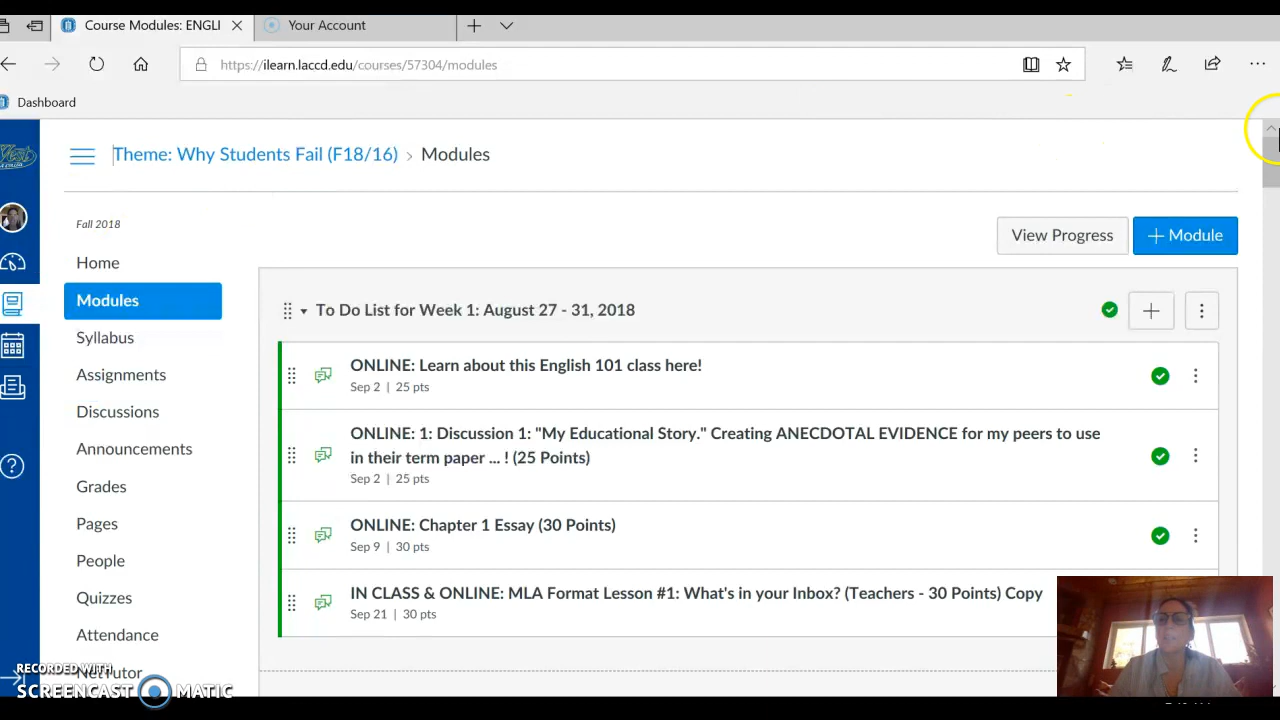 Course Modules: ENGLI
Your Account
https://ilearn.laccd.edu/courses/57304/modules
Dashboard
Theme: Why Students Fail (F18/16) > Modules
Fall 2018
View Progress
+ Module
Home
Modules
Syllabus
Assignments
Discussions
Announcements
Grades
Pages
People
Quizzes
Attendance
NetTutor
To Do List for Week 1: August 27 - 31, 2018
ONLINE: Learn about this English 101 class here!
Sep 2 | 25 pts
ONLINE: 1: Discussion 1: "My Educational Story." Creating ANECDOTAL EVIDENCE for my peers to use
in their term paper ... ! (25 Points)
Sep 2 | 25 pts
ONLINE: Chapter 1 Essay (30 Points)
Sep 9 | 30 pts
IN CLASS & ONLINE: MLA Format Lesson #1: What's in your Inbox? (Teachers - 30 Points) Copy
Sep 21 | 30 pts
RECORDED WITH
SCREENCAST MATIC